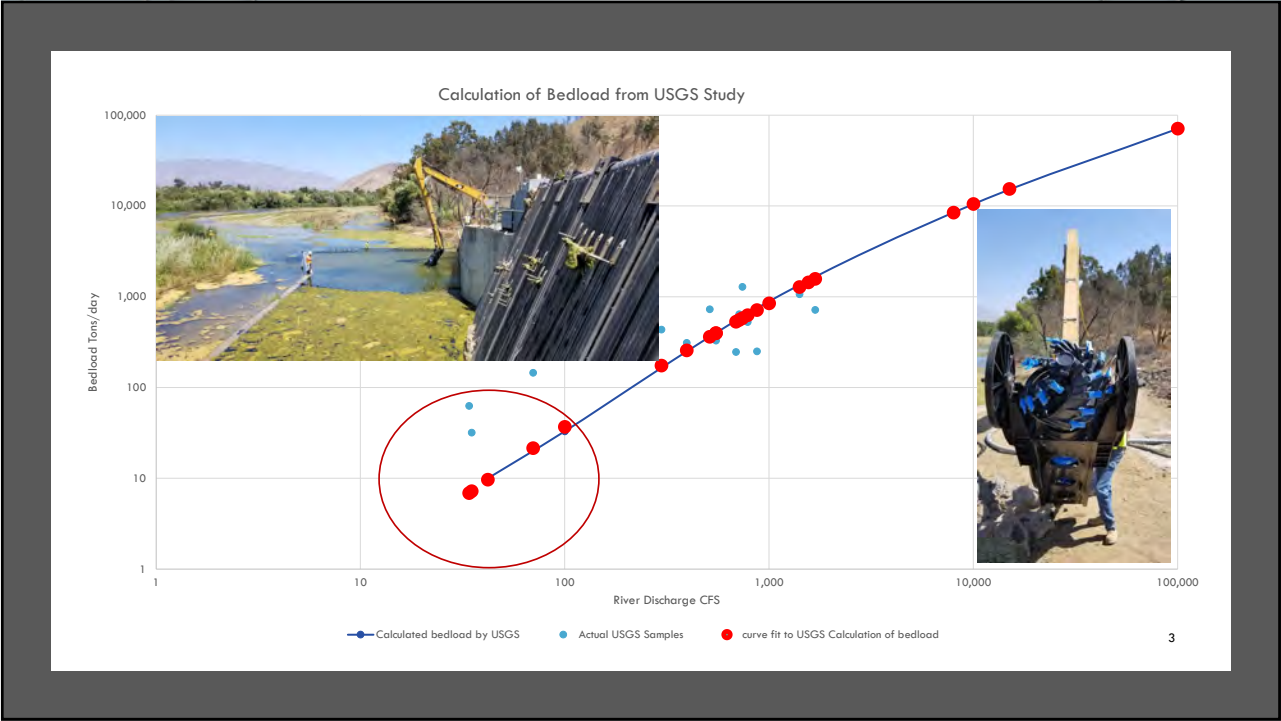 Calculation of Bedload from USGS Study
100,000
10,000
1,000
100
10
1
Bedload Tons/day
1
10
100
1,000
10,000
100,000
River Discharge CFS
Calculated bedload by USGS
Actual USGS Samples
curve fit to USGS Calculation of bedload
3